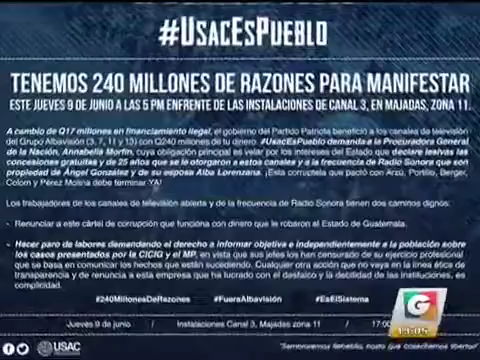 #USACESPUEBLO
TENEMOS 240 MILLONES DE RAZONES PARA MANIFESTAR
ESTE JUEVES 9 DE JUNIO A LAS 5 PM ENFRENTE DE LAS INSTALACIONES DE CANAL 3, EN MAJADAS, ZONA 11.
A cambio de Q17 millones en financiamiento ilegal, el gobierno del Partido Patriota benefició a los canales de televisión
del Grupo Albavisión (3, 7, 11 y 13) con Q240 millones de tu dinero. #UsacEsPueblo demanda a la Procuradora General
de la Nación, Annabella Morfin, cuya obligación principal es velar por los intereses del Estado que declare lesivas las
concesiones gratuitas y de 25 años que se le otorgaron a estos canales y a la frecuencia de Radio Sonora que son
propiedad de Ángel González y de su esposa Alba Lorenzana. ¡Esta corruptela que pactó con Arzú, Portillo, Berger,
Colom y Pérez Molina debe terminar YA!
Los trabajadores de los canales de televisión abierta y de la frecuencia de Radio Sonora tienen dos caminos dignos:
- Renunciar a este cártel de corrupción que funciona con dinero que le robaron al Estado de Guatemala.
- Hacer paro de labores demandando el derecho a informar objetiva e independientemente a la población sobre
los casos presentados por la CICIG y el MP, en vista que sus jefes les han censurado su ejercicio profesional
que se basa en comunicar los hechos que están sucediendo. Cualquier otra acción que no vaya en la línea ética de
transparencia y de renuncia a esta empresa que ha lucrado con el desfalco y la debilidad de las instituciones, es
complicidad.
#240MillonesDeRazones #FueraAlbavisión #EsElSistema
Jueves 9 de junio / Instalaciones Canal 3, Majadas zona 11 / 17:00
G
13:05
USAC
"Sembraremos Rebeldía, hasta que cosechemos libertad"